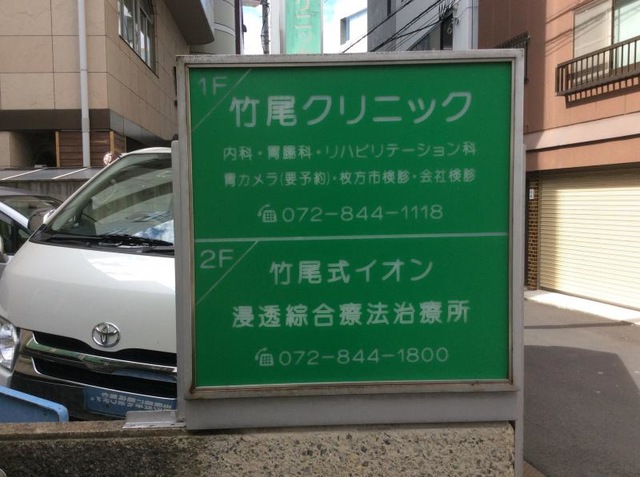 1F
竹尾クリニック
内科・胃腸科・リハビリテーション科
胃カメラ(要予約)・枚方市検診・会社検診
072-844-1118
2F
竹尾式イオン
浸透綜合療法治療所
072-844-1800